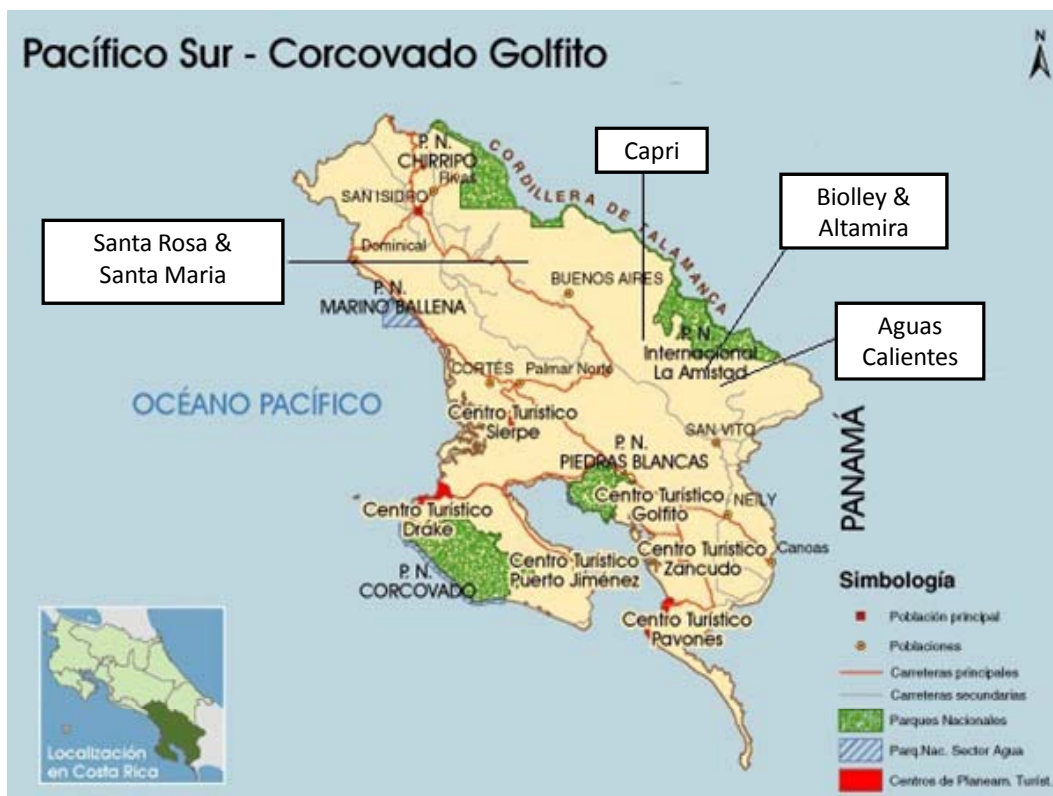 Pacífico Sur - Corcovado Golfito
N
P. N.
CHIRRIPO
Rivas
SAN ISIDRO
CORDILLERA DE TALAMANCA
Capri
Biolley &
Altamira
Santa Rosa &
Santa Maria
Dominical
BUENOS AIRES
P. N.
MARINO BALLENA
P. N.
Internacional
La Amistad
Aguas
Calientes
CORTÉS
Palmar Norte
OCÉANO PACÍFICO
Centro Turístico
Sierpe
SAN VITO
PANAMÁ
P. N.
PIEDRAS BLANCAS
Centro Turístico
Golfito
NEILY
Centro Turístico
Dráke
Centro Turístico
Puerto Jiménez
Centro Turístico
Zancudo
Canoas
P. N.
CORCOVADO
Centro Turístico
Pavones
Simbología
Población principal
Poblaciones
Carreteras principales
Carreteras secundarias
Parques Nacionales
Parq.Nac. Sector Agua
Centros de Planeam. Turíst.
Localización
en Costa Rica